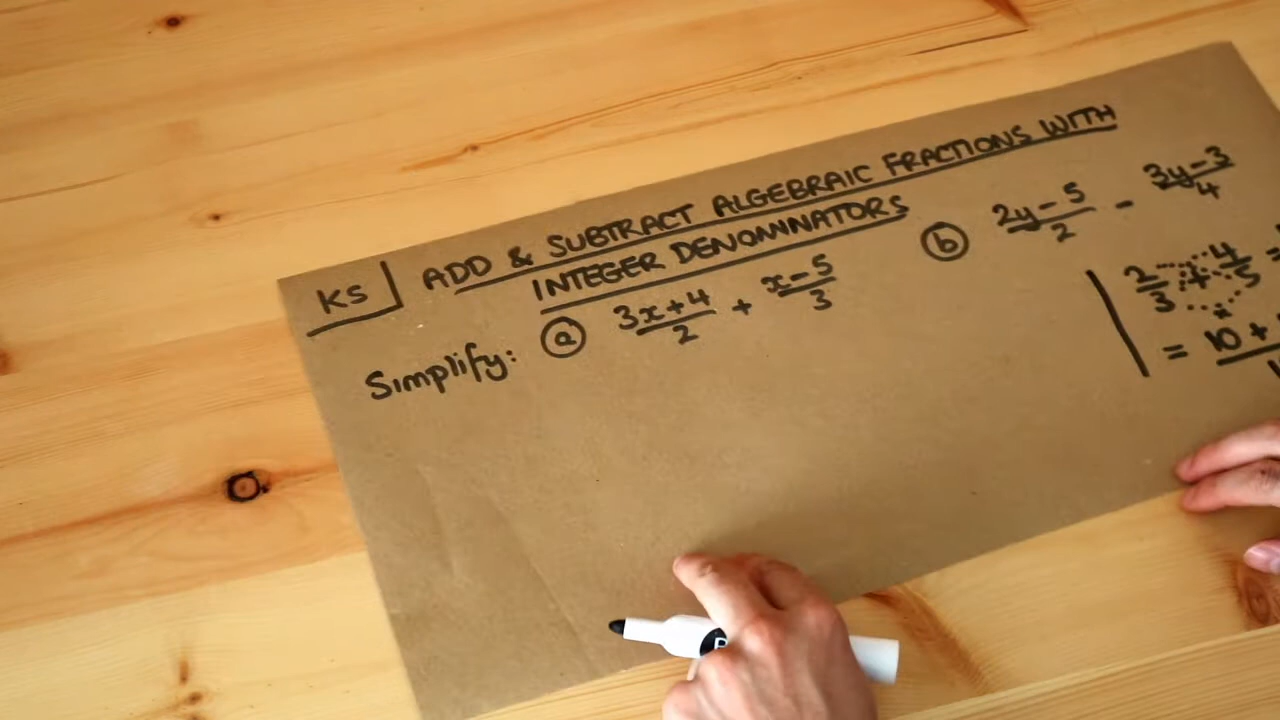 KS
ADD & SUBTRACT ALGEBRAIC FRACTIONS WITH
INTEGER DENOMINATORS
Simplify: ⓐ (3x+4)/2 + (x-5)/3
ⓑ (2y-5)/2 - (3y-3)/4
2/3 + 4/5 =
= 10 +